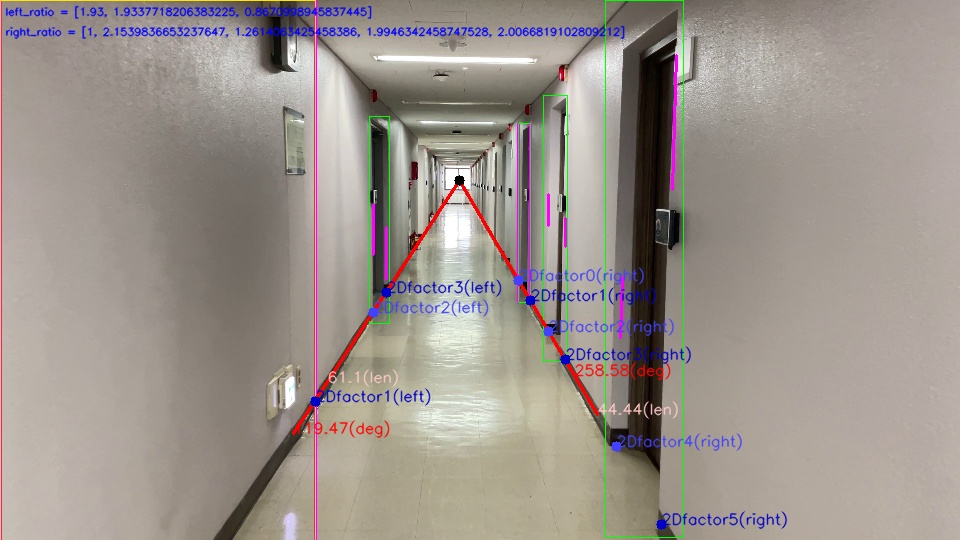 left_ratio = [1.93, 1.9337718206383225, 0.8670998945837445]
right_ratio = [1, 2.1539836653237647, 1.2614083425458386, 1.9946342458747528, 2.0066819102809212]
2Dfactor0(right)
2Dfactor3(left)
2Dfactor1(right)
2Dfactor2(left)
2Dfactor2(right)
2Dfactor3(right)
258.58(deg)
61.1(len)
2Dfactor1(left)
44.44(len)
19.47(deg)
2Dfactor4(right)
2Dfactor5(right)